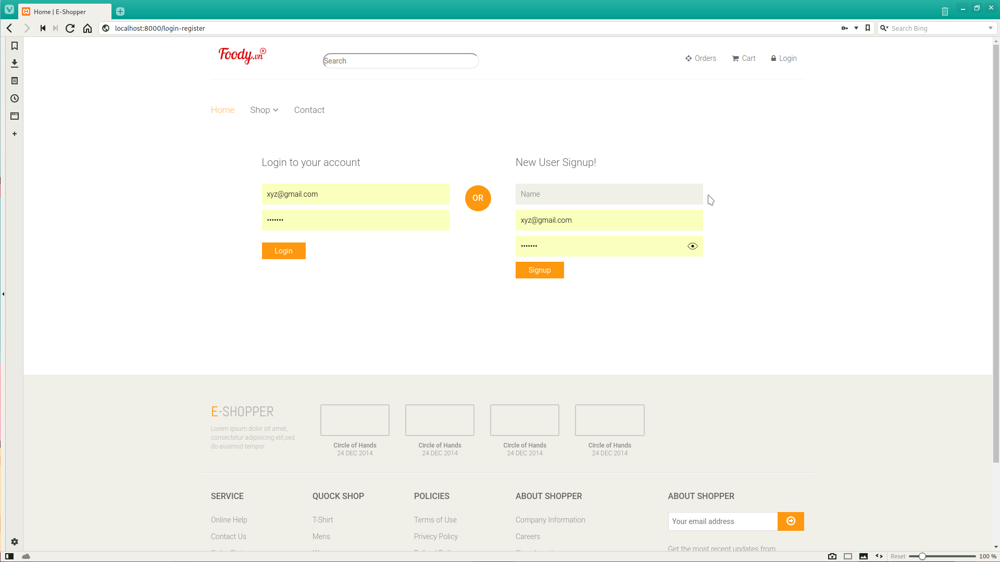 Home | E-Shopper
localhost:8000/login-register
Search Bing
Foody.vn®
Search
Orders
Cart
Login
Home
Shop
Contact
Login to your account
New User Signup!
xyz@gmail.com
OR
Name
•••••••
xyz@gmail.com
•••••••
Login
Signup
E-SHOPPER
Lorem ipsum dolor sit amet,
consectetur adipisicing elit,sed
do eiusmod tempor
Circle of Hands
24 DEC 2014
Circle of Hands
24 DEC 2014
Circle of Hands
24 DEC 2014
Circle of Hands
24 DEC 2014
SERVICE
QUOCK SHOP
POLICIES
ABOUT SHOPPER
ABOUT SHOPPER
Online Help
T-Shirt
Terms of Use
Company Information
Your email address
Contact Us
Mens
Privecy Policy
Careers
Get the most recent updates from
Reset
100 %